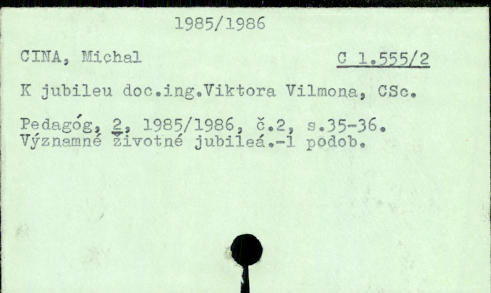 1985/1986
CINA, Michal C 1.555/2
K jubileu doc.ing.Viktora Vilmona, CSc.
Pedagóg, 2, 1985/1986, č.2, s.35-36.
Významné životné jubileá.-1 podob.